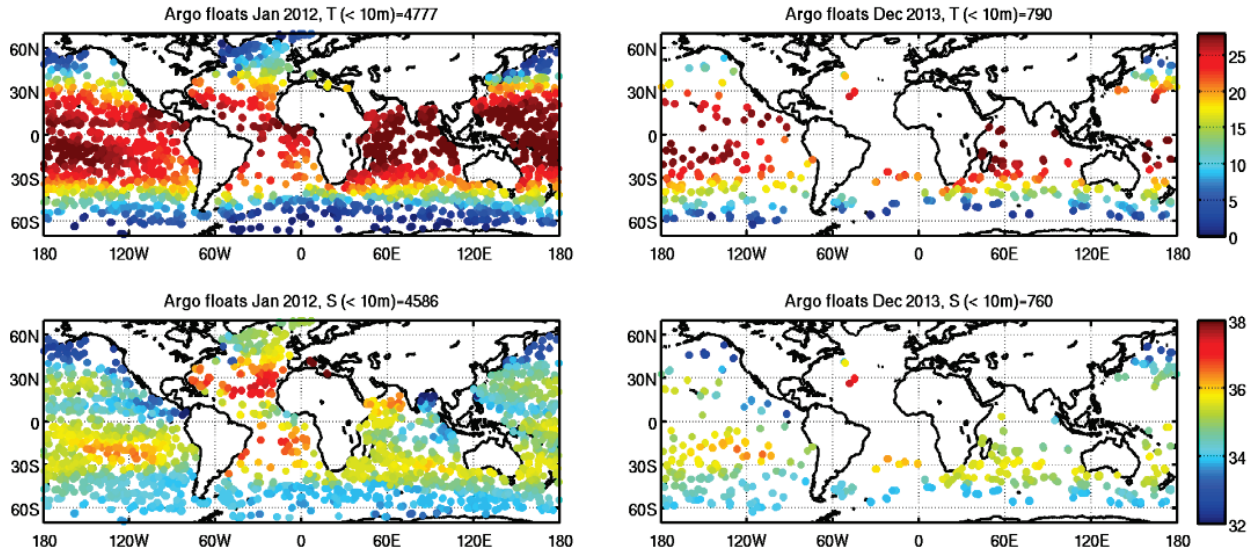 Argo floats Jan 2012, T (< 10m)=4777
60N
30N
0
30S
60S
180 120W 60W 0 60E 120E 180
Argo floats Dec 2013, T (< 10m)=790
60N
30N
0
30S
60S
180 120W 60W 0 60E 120E 180
25
20
15
10
5
0
Argo floats Jan 2012, S (< 10m)=4586
60N
30N
0
30S
60S
180 120W 60W 0 60E 120E 180
Argo floats Dec 2013, S (< 10m)=760
60N
30N
0
30S
60S
180 120W 60W 0 60E 120E 180
38
36
34
32